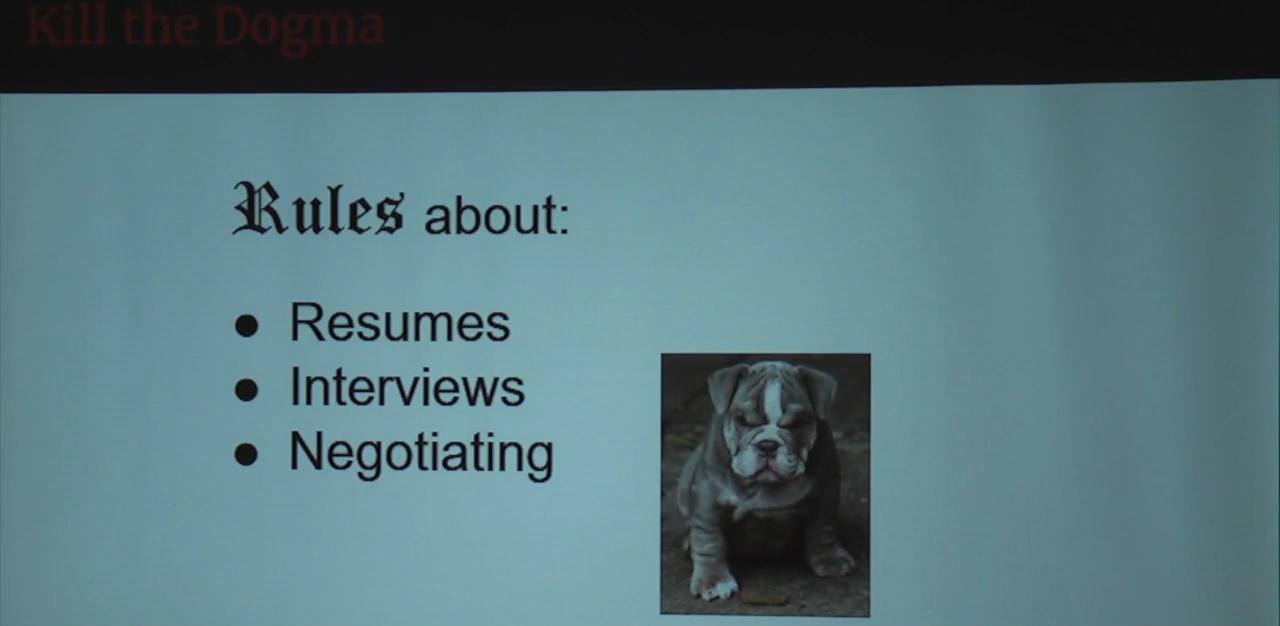 Kill the Dogma
Rules about:
● Resumes
● Interviews
● Negotiating